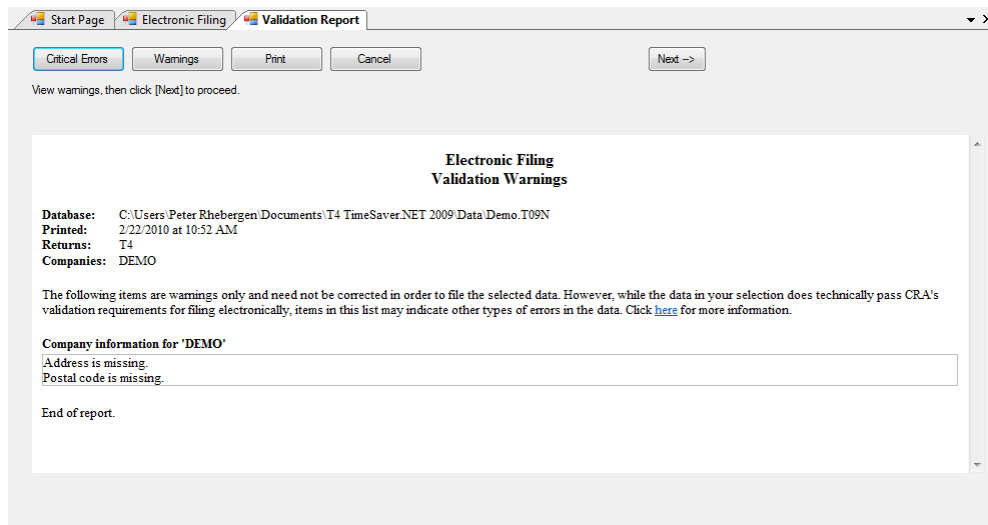 Start Page Electronic Filing Validation Report
Critical Errors Warnings Print Cancel Next -->
View warnings, then click [Next] to proceed.
Electronic Filing
Validation Warnings
Database: C:\Users\Peter Rhebergen\Documents\T4 TimeSaver.NET 2009\Data\Demo.T09N
Printed: 2/22/2010 at 10:52 AM
Returns: T4
Companies: DEMO
The following items are warnings only and need not be corrected in order to file the selected data. However, while the data in your selection does technically pass CRA's
validation requirements for filing electronically, items in this list may indicate other types of errors in the data. Click here for more information.
Company information for 'DEMO'
Address is missing.
Postal code is missing.
End of report.